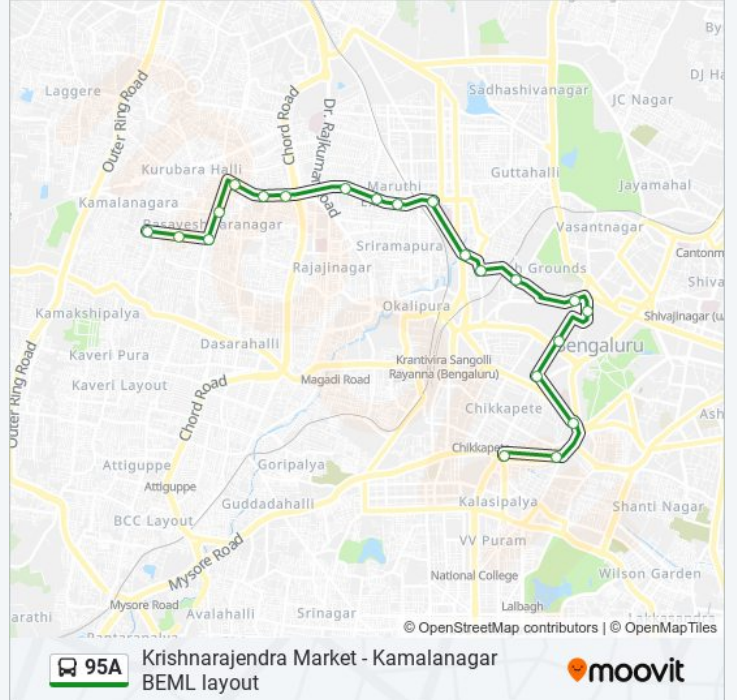 By
DJ Ha
Laggere
Outer Ring Road
Chord Road
Dr. Rajkumar Road
Sadhashivanagar
JC Nagar
Kurubara Halli
Guttahalli
Maruthi
Jayamahal
Kamalanagara
Basaveshwaranagar
Vasantnagar
Sriramapura
Cantonm
Rajajinagar
h Grounds
Shiva
Okalipura
Kamakshipalya
Shivajinagar (u
Dasarahalli
Bengaluru
Kaveri Pura
Krantivira Sangolli
Rayanna (Bengaluru)
Magadi Road
Kaveri Layout
Outer Ring Road
Chord Road
Chikkapete
Ash
Chikkapet
Attiguppe
Goripalya
Attiguppe
Guddadahalli
Kalasipalya
Shanti Nagar
BCC Layout
VV Puram
Mysore Road
National College
Wilson Garden
Mysore Road
Avalahalli
Srinagar
Lalbagh
arathi
© OpenStreetMap contributors | © OpenMapTiles
95A
Krishnarajendra Market - Kamalanagar
BEML layout
moovit